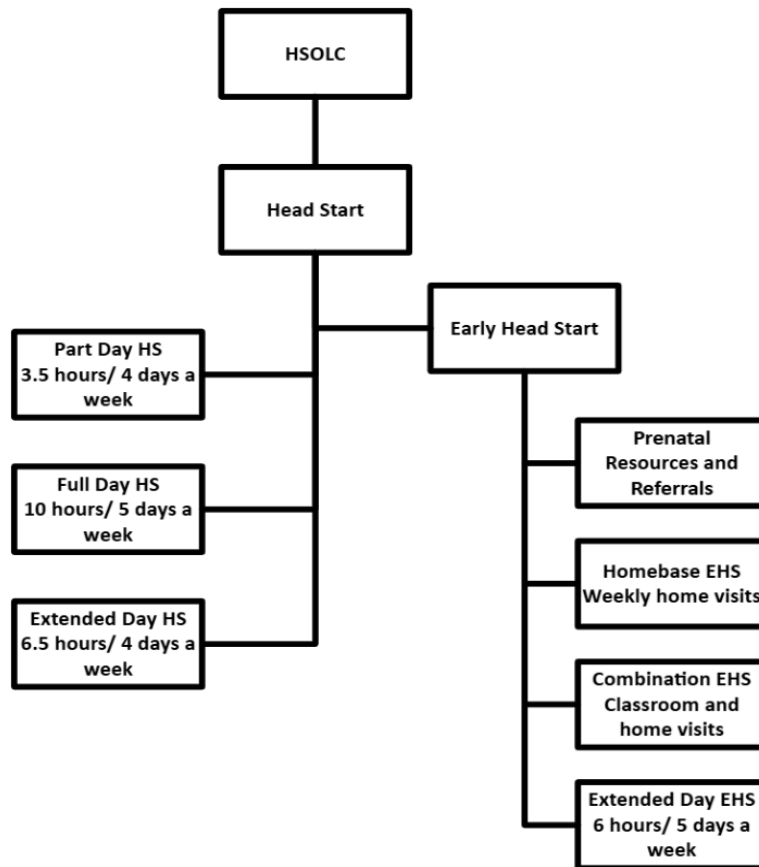 HSOLC
Head Start
Early Head Start
Part Day HS
3.5 hours/ 4 days a
week
Full Day HS
10 hours/ 5 days a
week
Extended Day HS
6.5 hours/ 4 days a
week
Prenatal
Resources and
Referrals
Homebase EHS
Weekly home visits
Combination EHS
Classroom and
home visits
Extended Day EHS
6 hours/ 5 days a
week